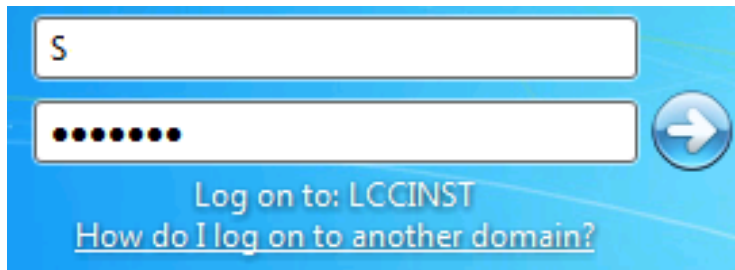 S
●●●●●●●
Log on to: LCCINST
How do I log on to another domain?